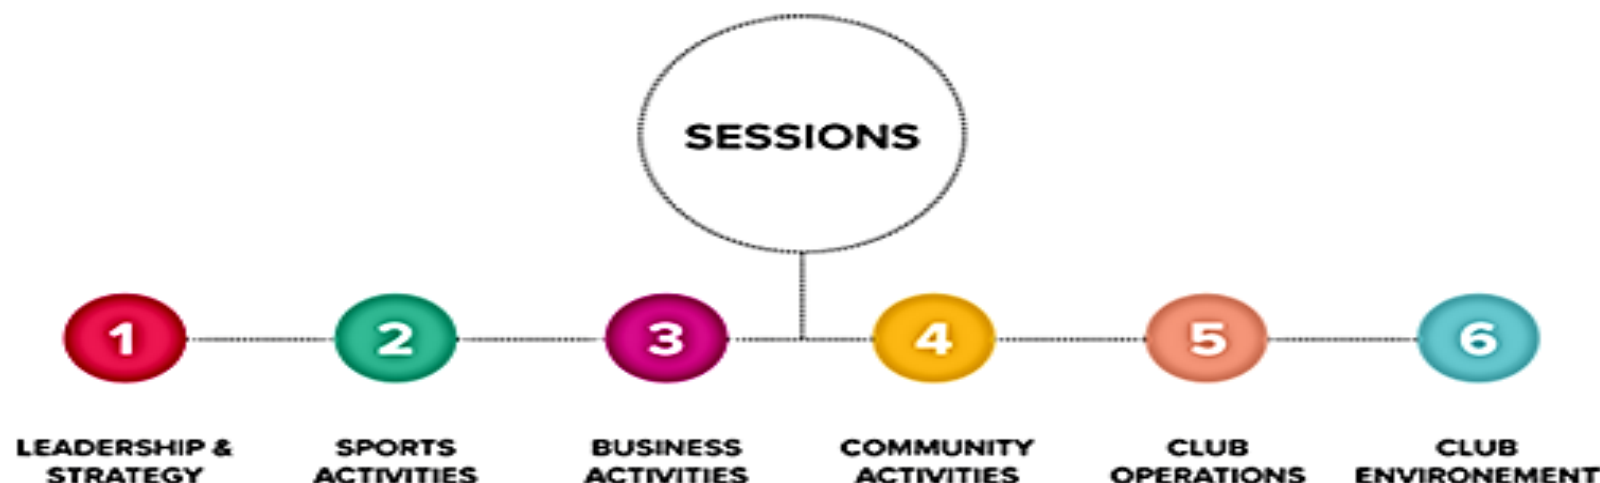 SESSIONS
1
2
3
4
5
6
LEADERSHIP &
STRATEGY
SPORTS
ACTIVITIES
BUSINESS
ACTIVITIES
COMMUNITY
ACTIVITIES
CLUB
OPERATIONS
CLUB
ENVIRONEMENT